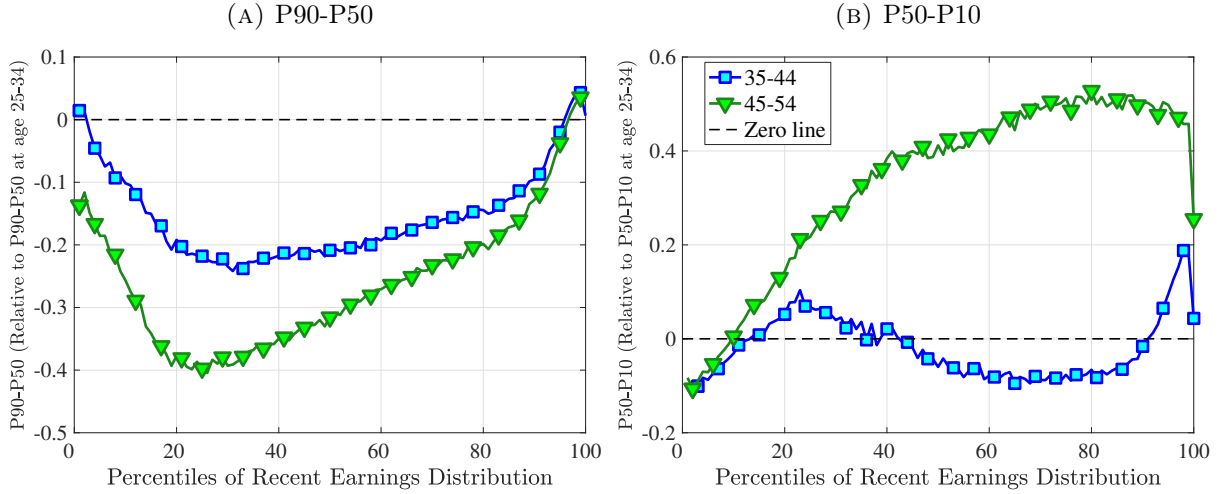 (A) P90-P50
P90-P50 (Relative to P90-P50 at age 25-34)
0.1
0
-0.1
-0.2
-0.3
-0.4
-0.5
0 20 40 60 80 100
Percentiles of Recent Earnings Distribution
(B) P50-P10
P50-P10 (Relative to P50-P10 at age 25-34)
0.6
0.4
0.2
0
-0.2
35-44
45-54
Zero line
0 20 40 60 80 100
Percentiles of Recent Earnings Distribution